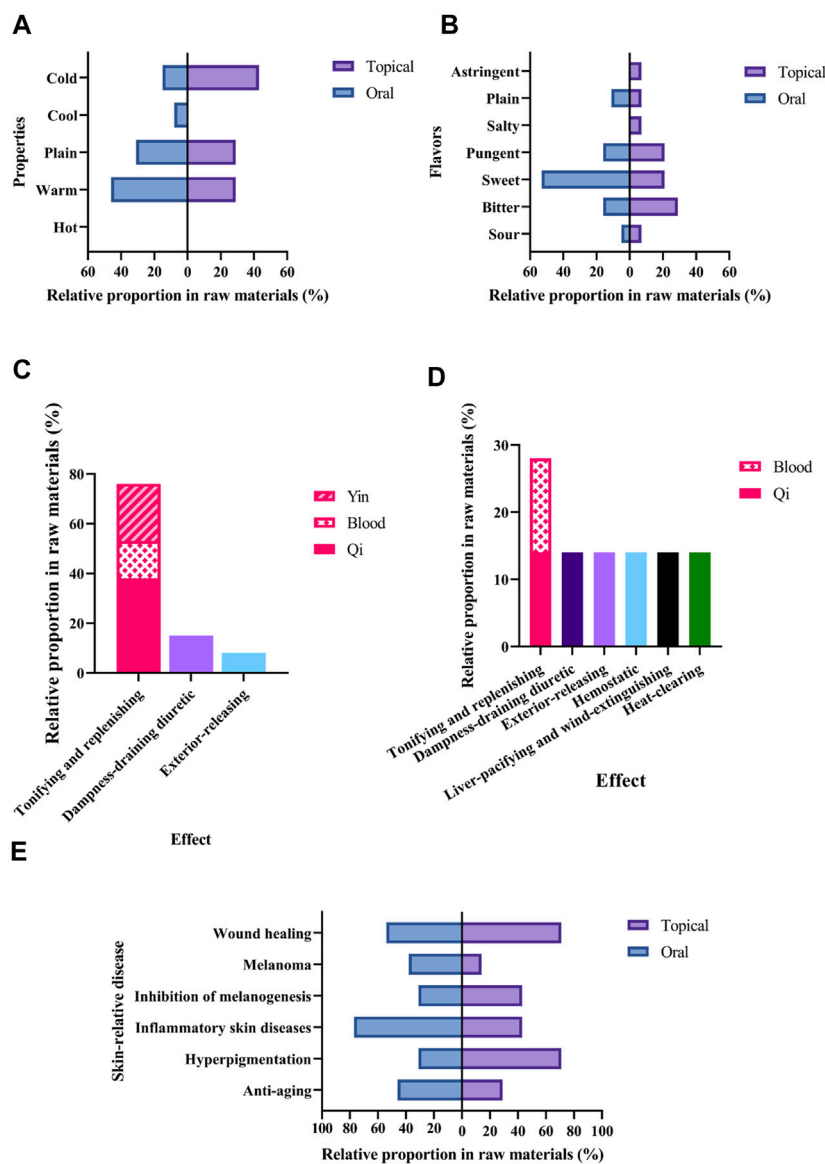 A
Properties
Cold
Cool
Plain
Warm
Hot
60 40 20 0 20 40 60
Relative proportion in raw materials (%)
Topical
Oral
B
Flavors
Astringent
Plain
Salty
Pungent
Sweet
Bitter
Sour
60 40 20 0 20 40 60
Relative proportion in raw materials (%)
Topical
Oral
C
Relative proportion in raw materials (%)
80
60
40
20
0
Yin
Blood
Qi
Tonifying and replenishing
Dampness-draining diuretic
Exterior-releasing
Effect
D
Relative proportion in raw materials (%)
30
20
10
0
Blood
Qi
Tonifying and replenishing
Dampness-draining diuretic
Exterior-releasing
Hemostatic
Liver-pacifying and wind-extinguishing
Heat-clearing
Effect
E
Skin-relative disease
Wound healing
Melanoma
Inhibition of melanogenesis
Inflammatory skin diseases
Hyperpigmentation
Anti-aging
100 80 60 40 20 0 20 40 60 80 100
Relative proportion in raw materials (%)
Topical
Oral